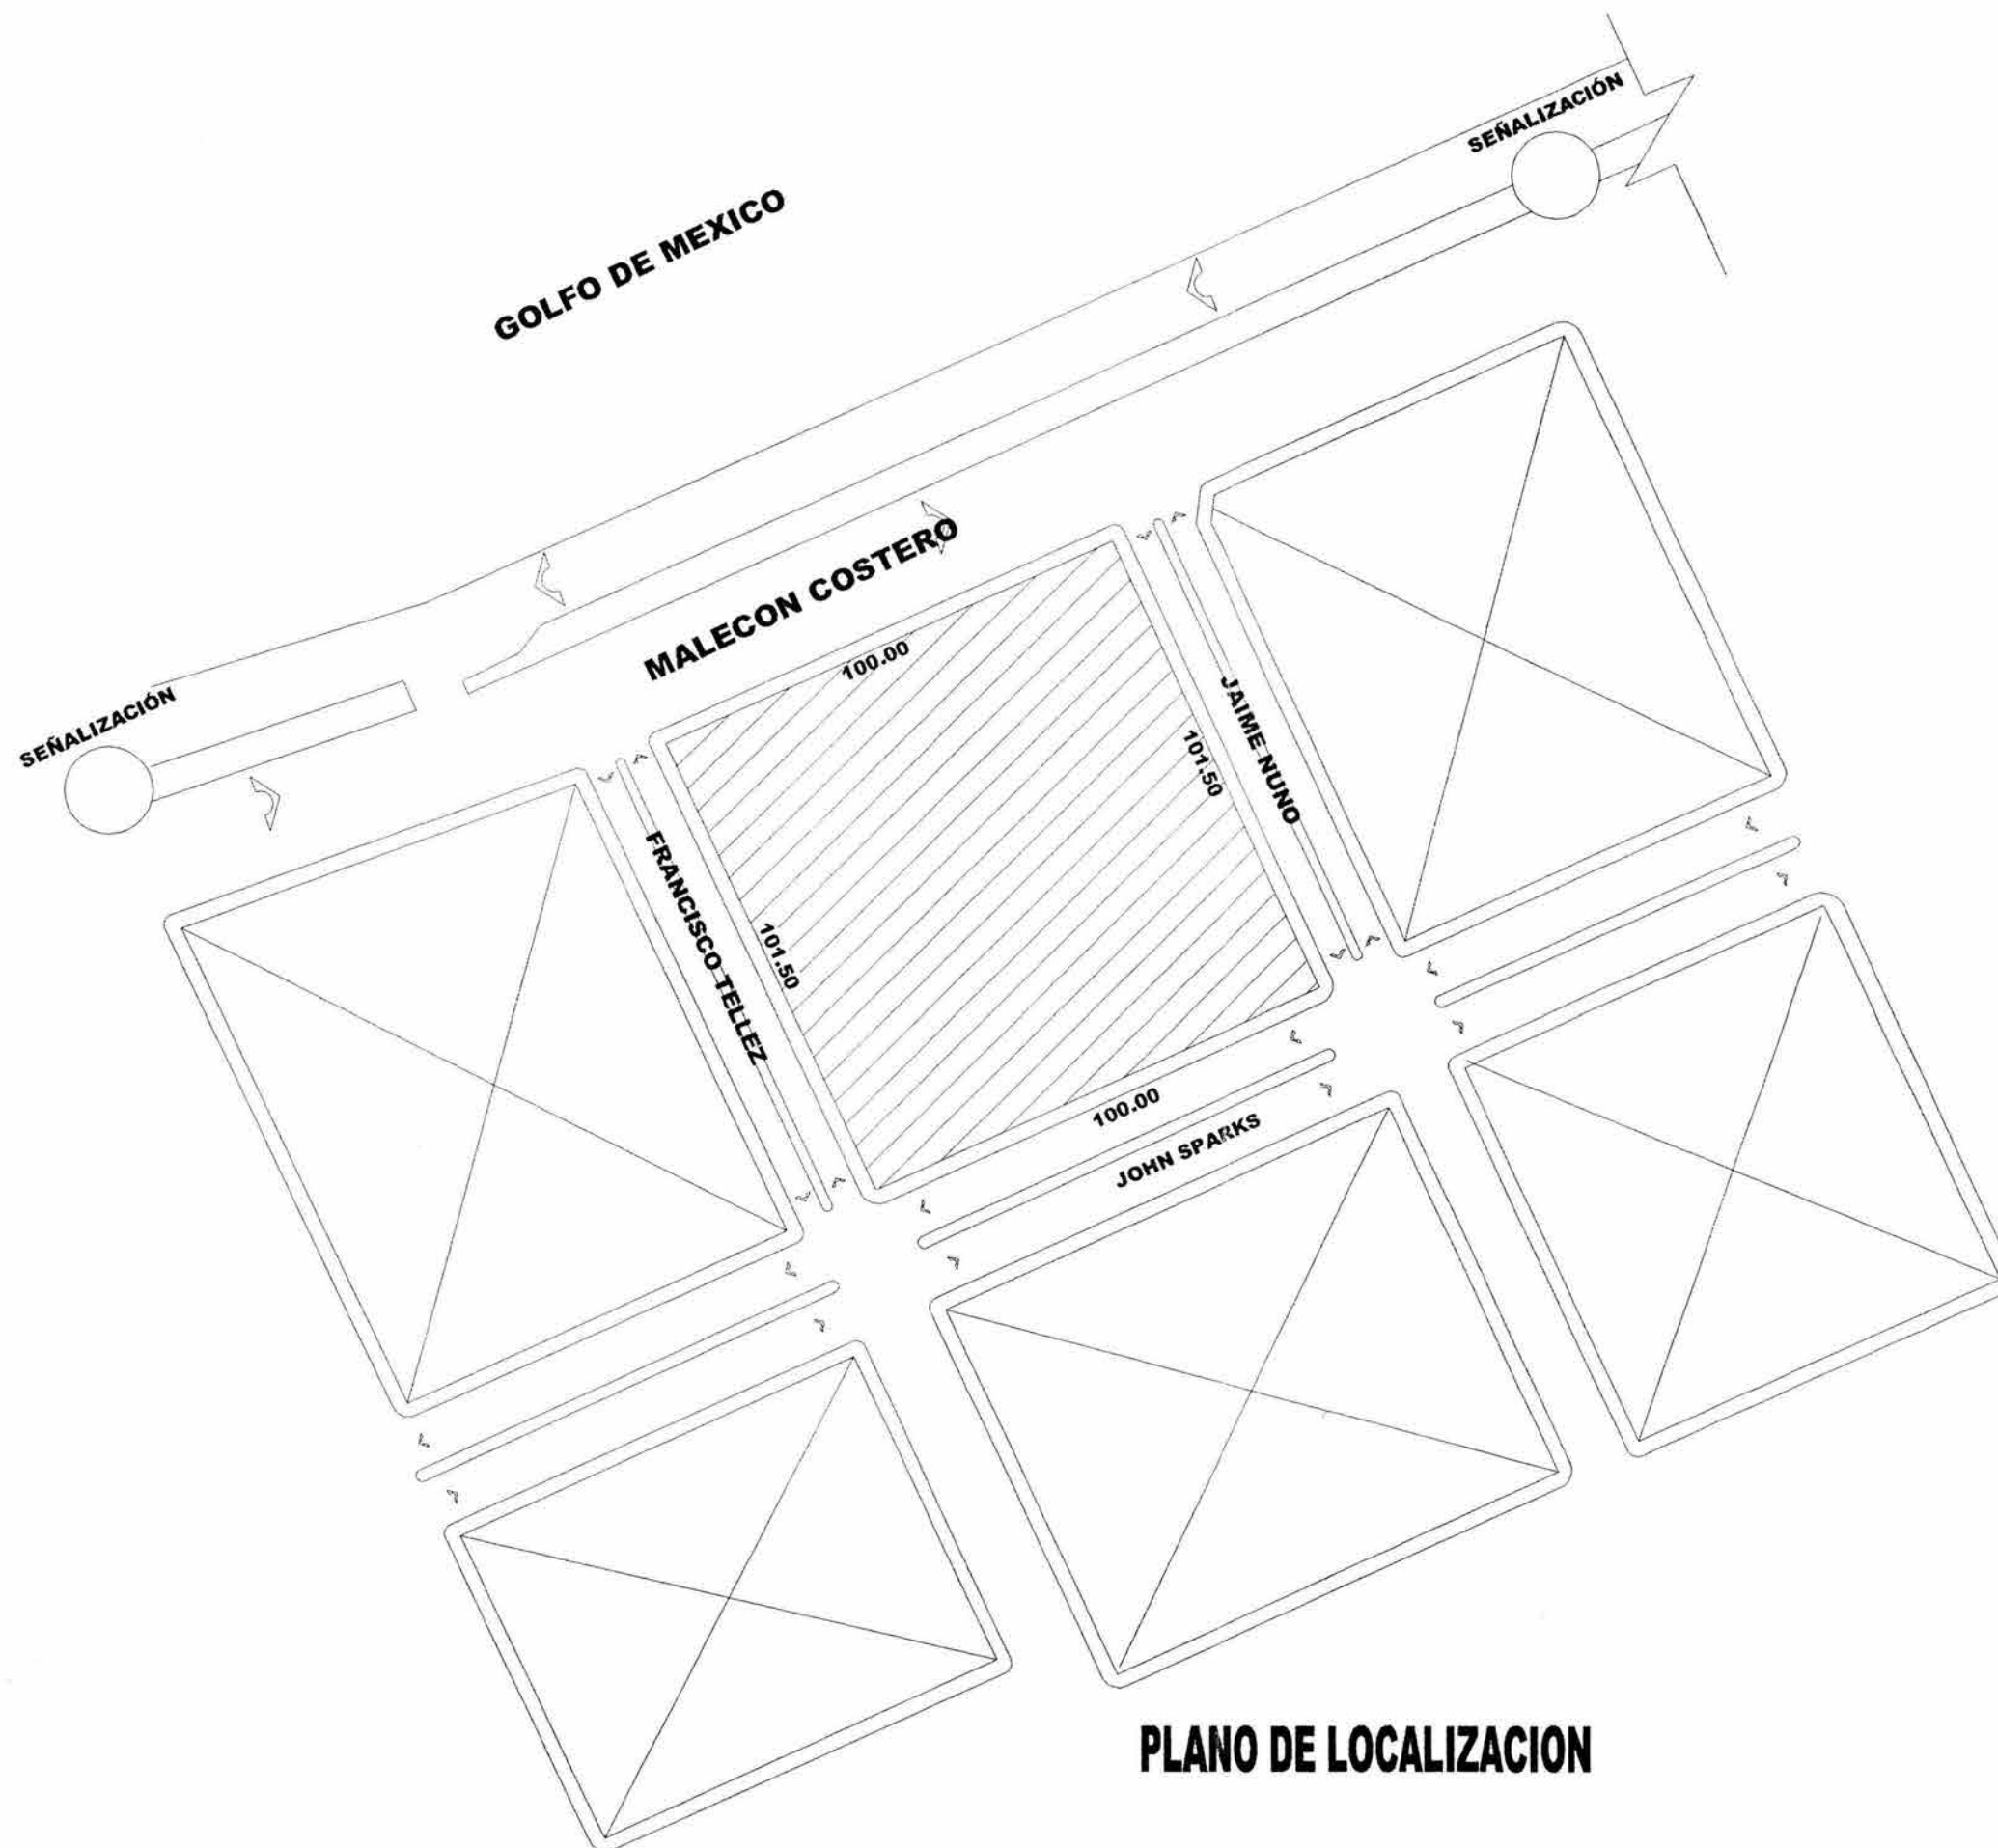 SEÑALIZACIÓN
GOLFO DE MEXICO
MALECON COSTERO
100.00
SEÑALIZACIÓN
JAIME NUNO
101.50
FRANCISCO TELLEZ
101.50
100.00
JOHN SPARKS
PLANO DE LOCALIZACION